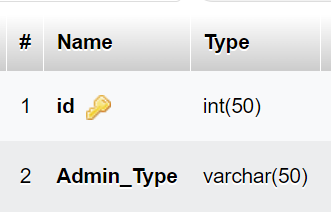 # Name Type
1 id int(50)
2 Admin_Type varchar(50)